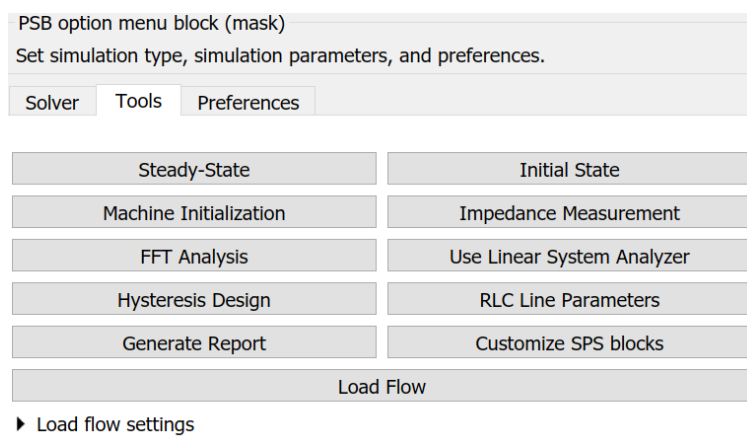 PSB option menu block (mask)
Set simulation type, simulation parameters, and preferences.
Solver Tools Preferences
Steady-State Initial State
Machine Initialization Impedance Measurement
FFT Analysis Use Linear System Analyzer
Hysteresis Design RLC Line Parameters
Generate Report Customize SPS blocks
Load Flow
Load flow settings